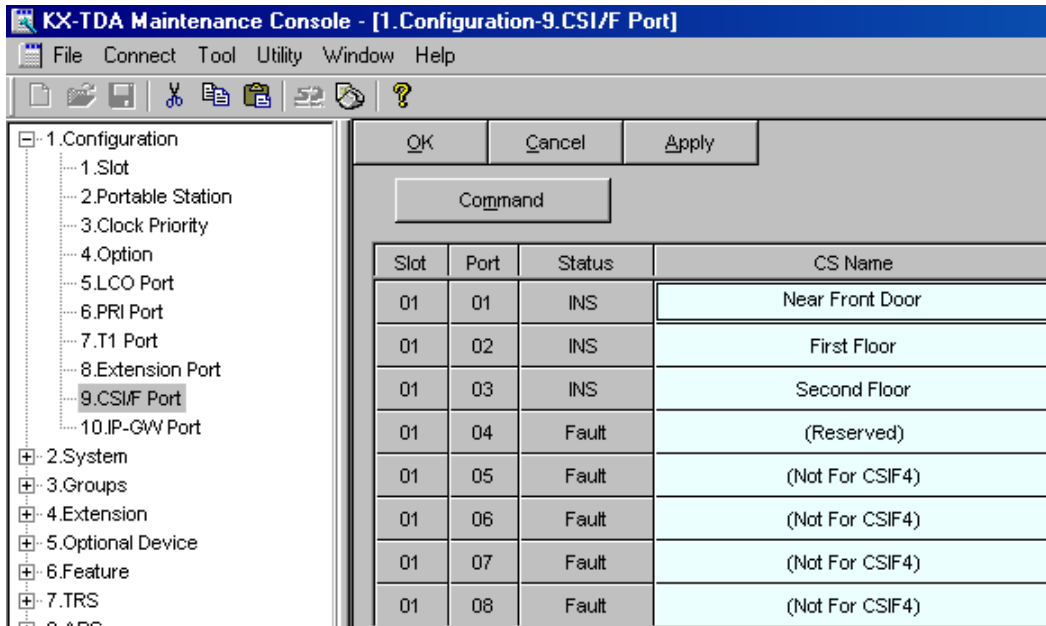 KX-TDA Maintenance Console - [1.Configuration-9.CSI/F Port]
File Connect Tool Utility Window Help
1.Configuration
1.Slot
2.Portable Station
3.Clock Priority
4.Option
5.LCO Port
6.PRI Port
7.T1 Port
8.Extension Port
9.CSI/F Port
10.IP-GW Port
2.System
3.Groups
4.Extension
5.Optional Device
6.Feature
7.TRS
OK Cancel Apply
Command
Slot Port Status CS Name
01 01 INS Near Front Door
01 02 INS First Floor
01 03 INS Second Floor
01 04 Fault (Reserved)
01 05 Fault (Not For CSIF4)
01 06 Fault (Not For CSIF4)
01 07 Fault (Not For CSIF4)
01 08 Fault (Not For CSIF4)